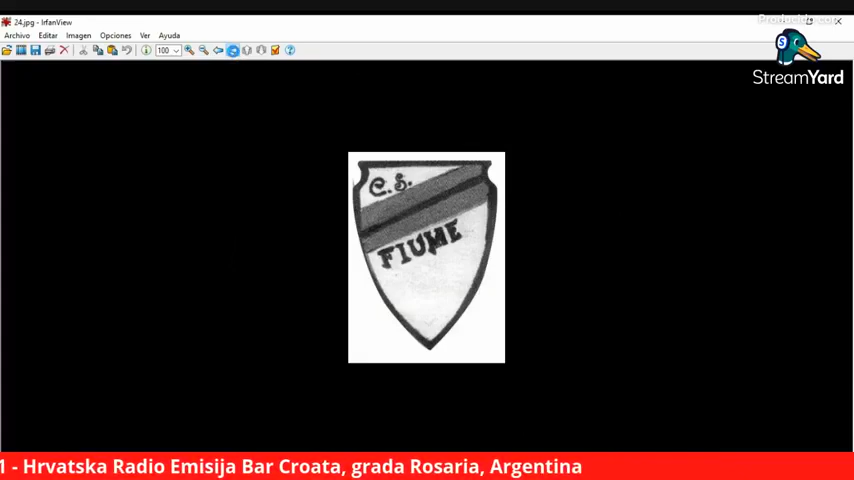 24.jpg - IrfanView
Archivo Editar Imagen Opciones Ver Ayuda
100
StreamYard
C.S.
FIUME
1 - Hrvatska Radio Emisija Bar Croata, grada Rosaria, Argentina